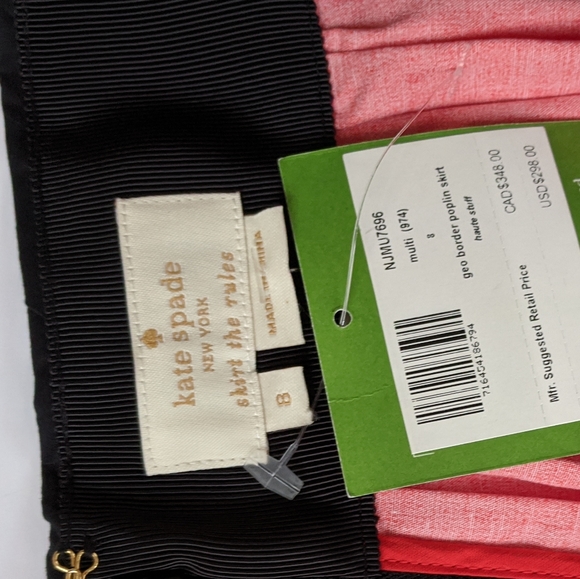 kate spade
NEW YORK
skirt the rules
MADE IN CHINA
8
NJMU7696
multi (974)
8
geo border poplin skirt
haute stuff
716454186794
Mfr. Suggested Retail Price
CAD$348.00
USD$298.00